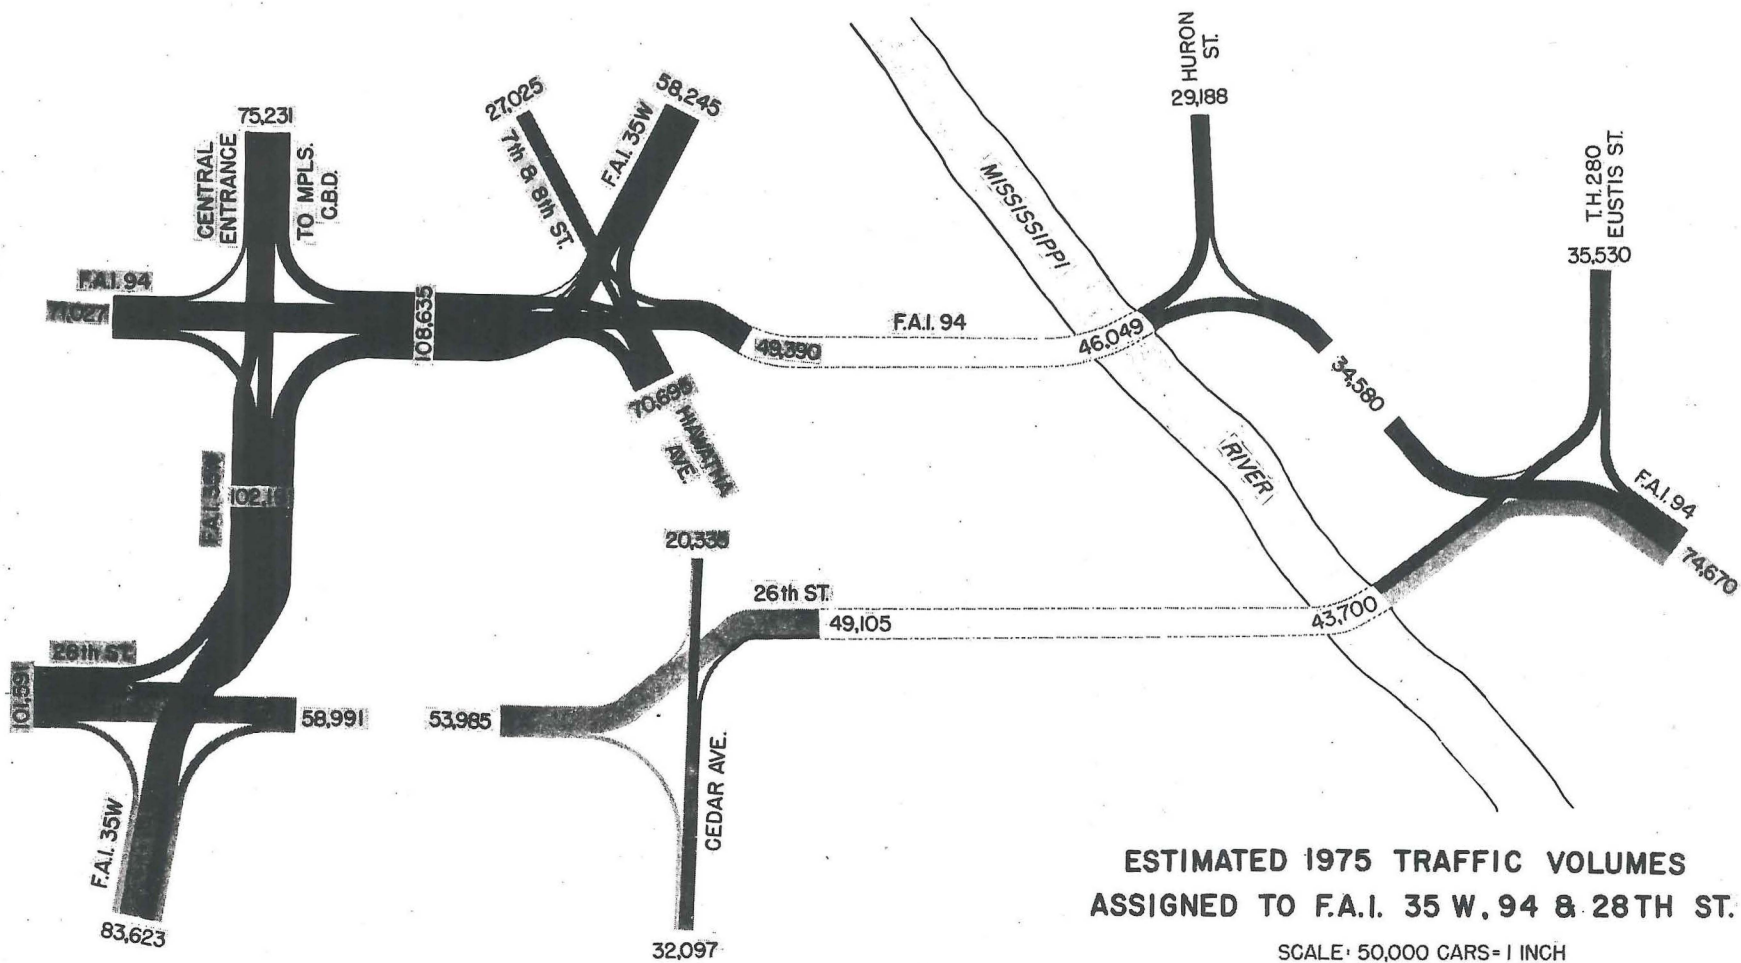 75,231
CENTRAL
ENTRANCE
TO MPLS.
C.B.D.
F.A.I. 94
27,025
7th & 8th ST.
F.A.I. 35W
58,245
108,635
70,695
HIAWATHA
AVE.
49,390
F.A.I. 94
46,049
MISSISSIPPI
RIVER
HURON
ST.
29,188
34,580
T.H. 280
EUSTIS ST.
35,530
F.A.I. 94
74,670
28th ST.
101,591
58,991
F.A.I. 35W
83,623
53,985
20,335
26th ST.
49,105
43,700
CEDAR AVE.
32,097
ESTIMATED 1975 TRAFFIC VOLUMES
ASSIGNED TO F.A.I. 35 W, 94 & 28TH ST.
SCALE: 50,000 CARS = 1 INCH